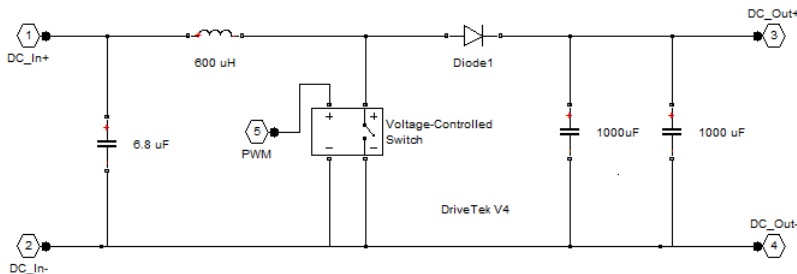 1
DC_In+
600 uH
Diode1
DC_Out+
3
6.8 uF
5
PWM
+ +
- -
Voltage-Controlled
Switch
1000uF
1000 uF
DriveTek V4
2
DC_In-
DC_Out-
4